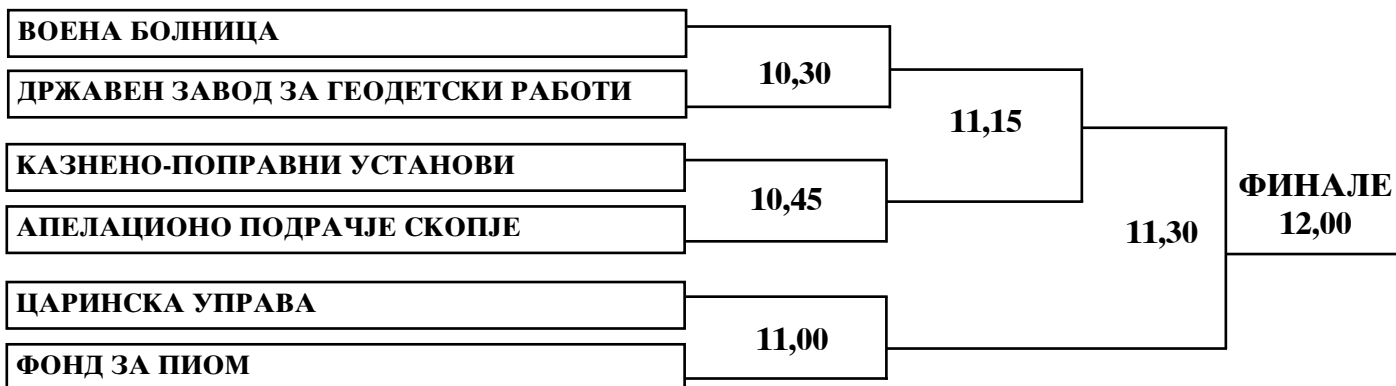 ВОЕНА БОЛНИЦА
10,30
ДРЖАВЕН ЗАВОД ЗА ГЕОДЕТСКИ РАБОТИ
11,15
КАЗНЕНО-ПОПРАВНИ УСТАНОВИ
10,45
АПЕЛАЦИОНО ПОДРАЧЈЕ СКОПЈЕ
11,30
ФИНАЛЕ
12,00
ЦАРИНСКА УПРАВА
11,00
ФОНД ЗА ПИОМ